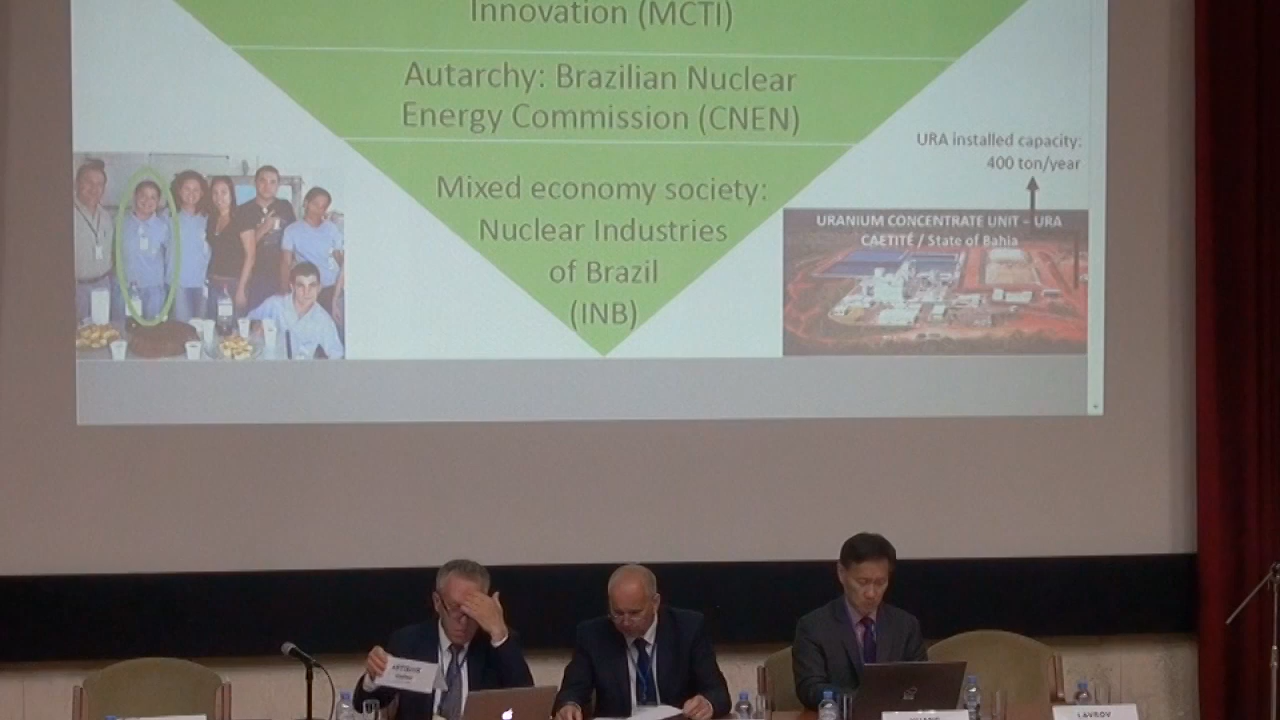 Innovation (MCTI)
Autarchy: Brazilian Nuclear
Energy Commission (CNEN)
URA installed capacity:
400 ton/year
Mixed economy society:
Nuclear Industries
of Brazil
(INB)
URANIUM CONCENTRATE UNIT – URA
CAETITÉ / State of Bahia
LAVROV